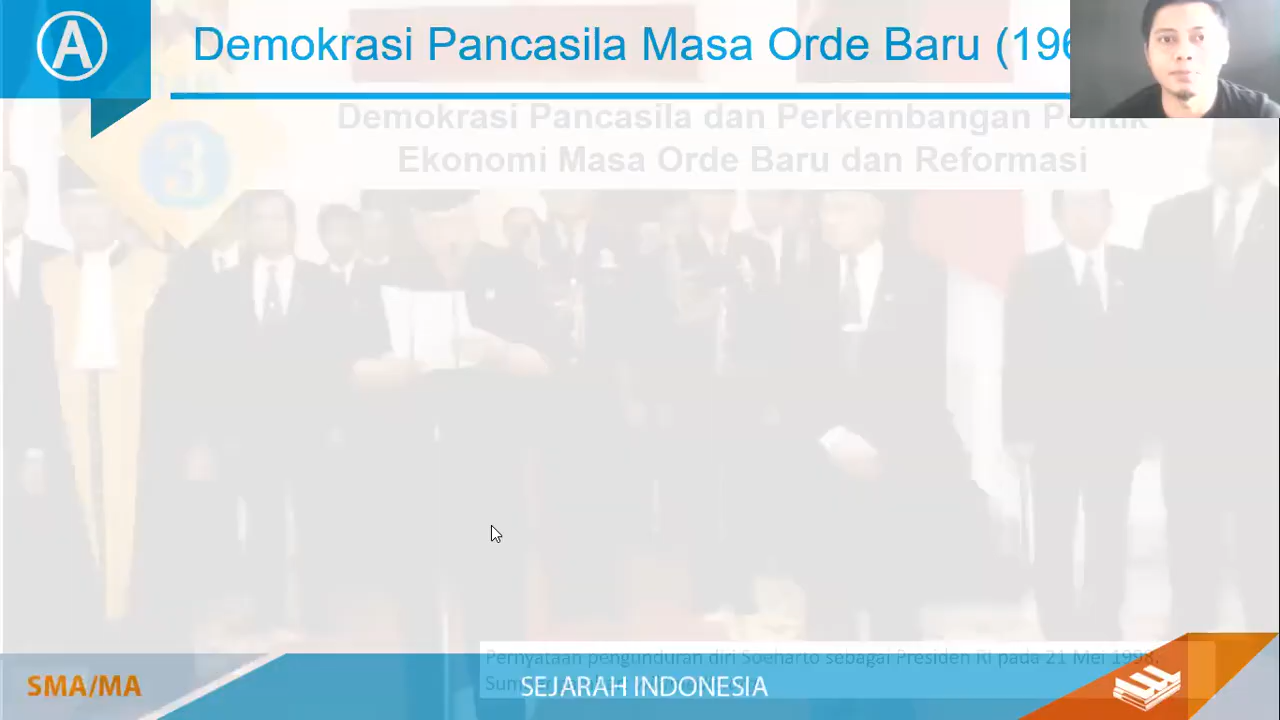 A
Demokrasi Pancasila Masa Orde Baru (196
3
Demokrasi Pancasila dan Perkembangan Politik
Ekonomi Masa Orde Baru dan Reformasi
Pernyataan pengunduran diri Soeharto sebagai Presiden RI pada 21 Mei 1998.
SMA/MA
SEJARAH INDONESIA